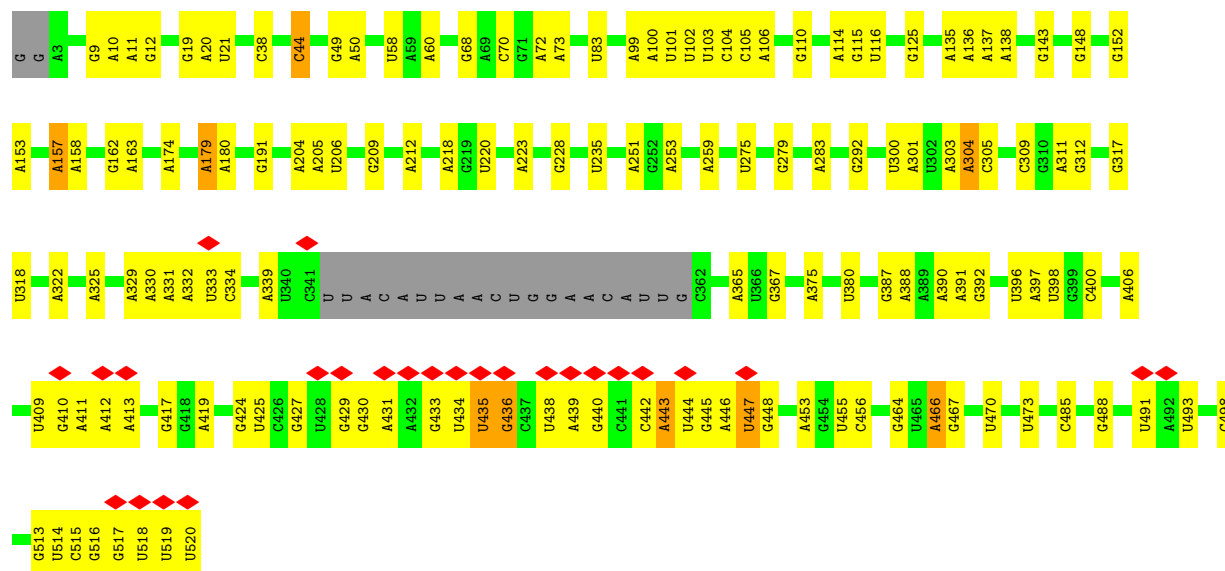 G G A3 G9 A10 A11 G12 G19 A20 U21 C38 C44 G49 A50 U58 A59 A60 G68 A69 C70 G71 A72 A73 U83 A99 A100 U101 U102 U103 C104 C105 A106 G110 A114 G115 U116 G125 A135 A136 A137 A138 G143 G148 G152
A153 A157 A158 G162 A163 A174 A179 A180 G191 A204 A205 U206 G209 A212 A218 G219 U220 A223 G228 U235 A251 G252 A253 A259 U275 G279 A283 G292 U300 A301 U302 A303 A304 C305 C309 G310 A311 G312 G317
U318 A322 A325 A329 A330 A331 A332 U333 C334 A339 U340 C341 U U A C A U U A A C U G G A A C A U U G C362 A365 U366 G367 A375 U380 G387 A388 A389 A390 A391 G392 U396 A397 U398 G399 C400 A406
U409 G410 A411 A412 A413 G417 G418 A419 G424 U425 C426 G427 U428 G429 G430 A431 A432 G433 U434 U435 G436 C437 U438 A439 G440 C441 C442 A443 U444 G445 A446 U447 G448 A453 G454 U455 C456 G464 U465 A466 G467 U470 U473 C485 G488 U491 A492 U493
G513 U514 C515 G516 G517 U518 U519 U520